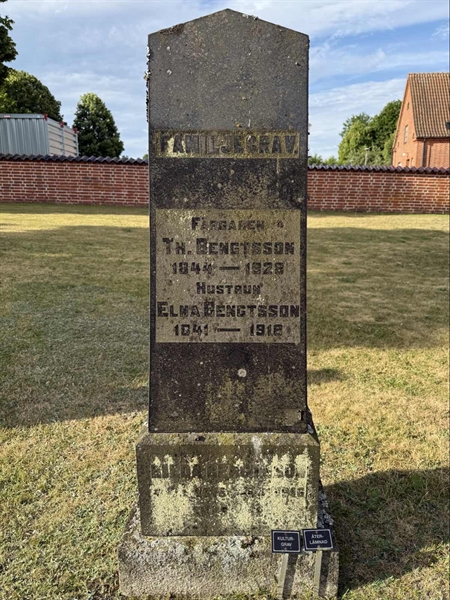 FAMILJEGRAV
FÄRGAREN
TH. BENGTSSON
1844 — 1928
HUSTRUN
ELNA BENGTSSON
1841 — 1918
KULTUR-
GRAV
ÅTER-
LÄMNAD